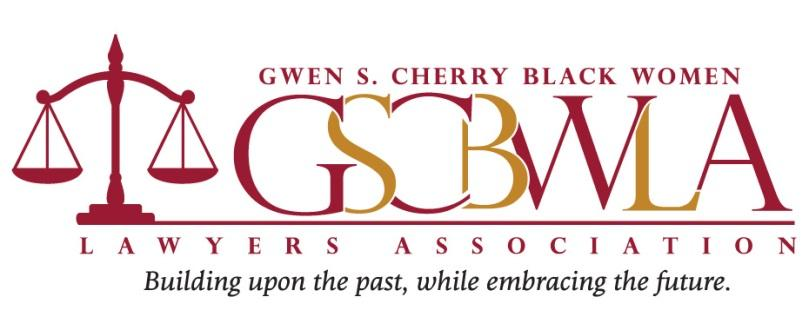 GWEN S. CHERRY BLACK WOMEN
GSCBWLA
LAWYERS ASSOCIATION
Building upon the past, while embracing the future.